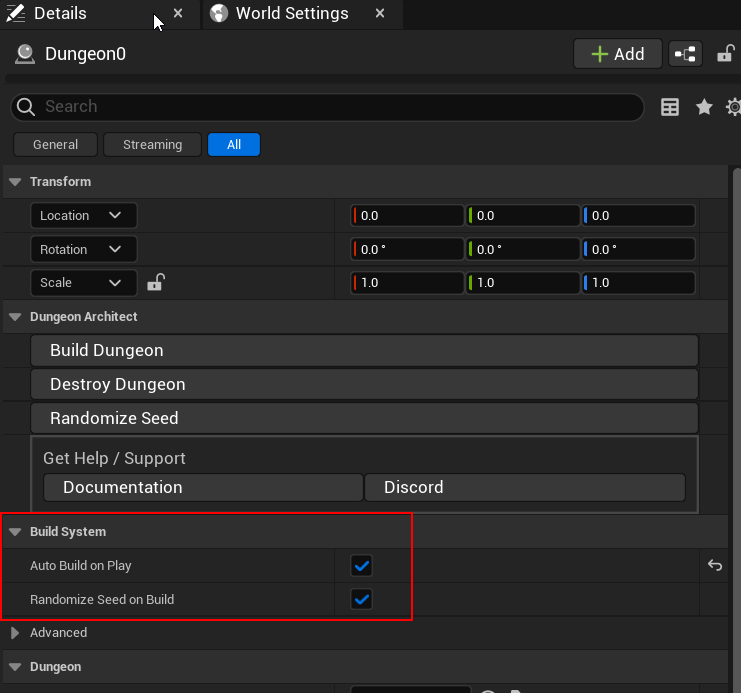 Details World Settings
Dungeon0 Add
Search
General Streaming All
Transform
Location 0.0 0.0 0.0
Rotation 0.0 ° 0.0 ° 0.0 °
Scale 1.0 1.0 1.0
Dungeon Architect
Build Dungeon
Destroy Dungeon
Randomize Seed
Get Help / Support
Documentation Discord
Build System
Auto Build on Play
Randomize Seed on Build
Advanced
Dungeon